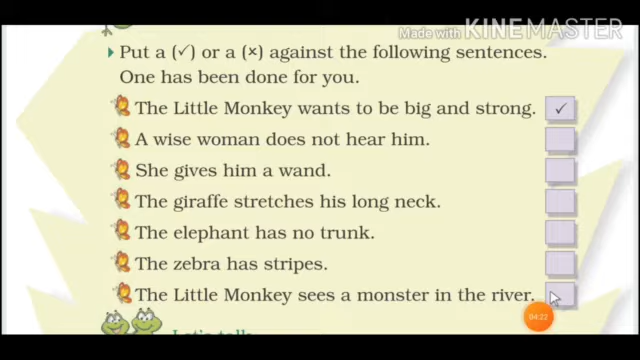 Made with KINEMASTER
Put a (✓) or a (×) against the following sentences.
One has been done for you.
The Little Monkey wants to be big and strong. ✓
A wise woman does not hear him.
She gives him a wand.
The giraffe stretches his long neck.
The elephant has no trunk.
The zebra has stripes.
The Little Monkey sees a monster in the river.
04:22
Let's talk